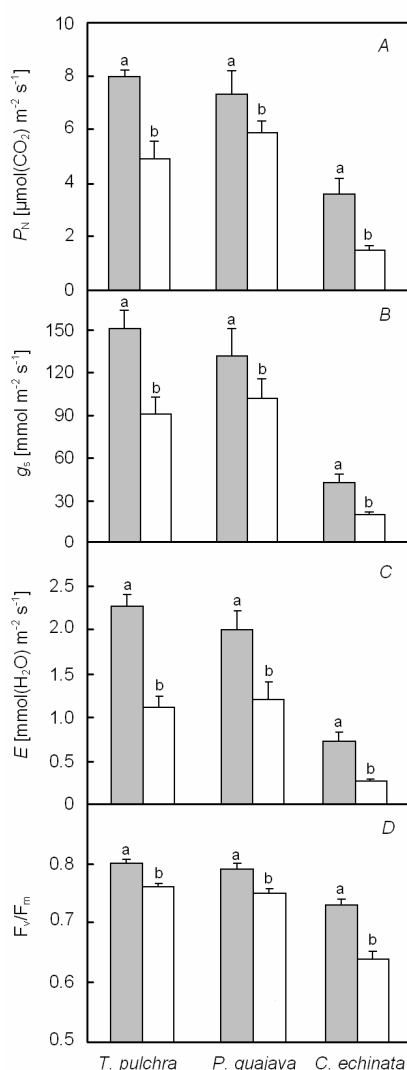 10
A
8
6
4
2
0
P_N [µmol(CO₂) m⁻² s⁻¹]
a
b
a
b
a
b
B
150
120
90
60
30
0
g_s [mmol m⁻² s⁻¹]
a
b
a
b
a
b
C
2.5
2.0
1.5
1.0
0.5
0
E [mmol(H₂O) m⁻² s⁻¹]
a
b
a
b
a
b
D
0.8
0.7
0.6
0.5
F_v/F_m
a
b
a
b
a
b
T. pulchra P. guajava C. echinata